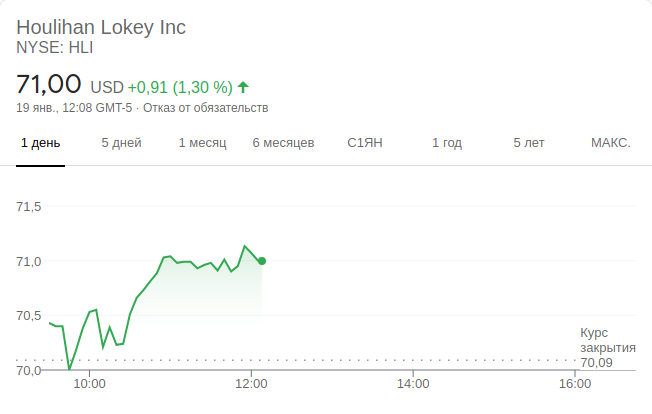 Houlihan Lokey Inc
NYSE: HLI
71,00 USD +0,91 (1,30 %)
19 янв., 12:08 GMT-5 · Отказ от обязательств
1 день 5 дней 1 месяц 6 месяцев С1ЯН 1 год 5 лет МАКС.
71,5
71,0
70,5
Курс
закрытия
70,09
70,0
10:00 12:00 14:00 16:00